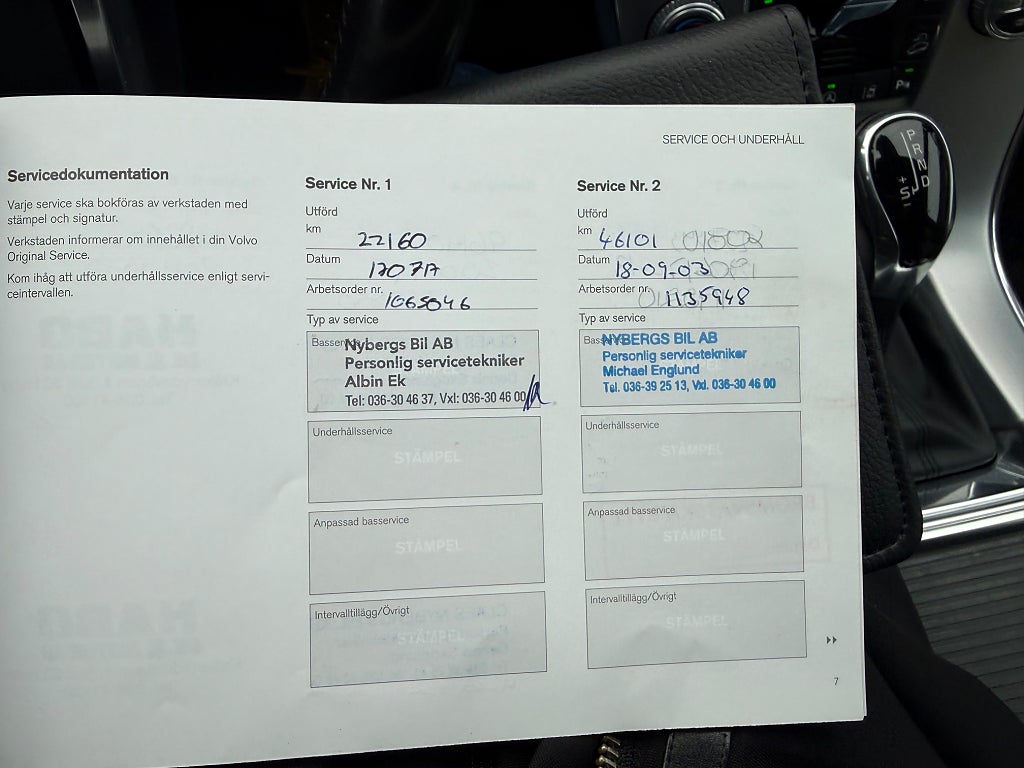 SERVICE OCH UNDERHÅLL
Servicedokumentation
Varje service ska bokföras av verkstaden med
stämpel och signatur.
Verkstaden informerar om innehållet i din Volvo
Original Service.
Kom ihåg att utföra underhållsservice enligt servi-
ceintervallen.
Service Nr. 1
Utförd
km 22160
Datum 170717
Arbetsorder nr. 1065046
Typ av service
Nybergs Bil AB
Personlig servicetekniker
Albin Ek
Tel: 036-30 46 37, Vxl: 036-30 46 00
Underhållsservice
STÄMPEL
Anpassad basservice
STÄMPEL
Intervalltillägg/Övrigt
STÄMPEL
Service Nr. 2
Utförd
km 46101
Datum 18-09-03
Arbetsorder nr. 1135948
Typ av service
NYBERGS BIL AB
Personlig servicetekniker
Michael Englund
Tel. 036-39 25 13, Vxl. 036-30 46 00
Underhållsservice
STÄMPEL
Anpassad basservice
STÄMPEL
Intervalltillägg/Övrigt
STÄMPEL
7
P
R
N
D
+
S
-